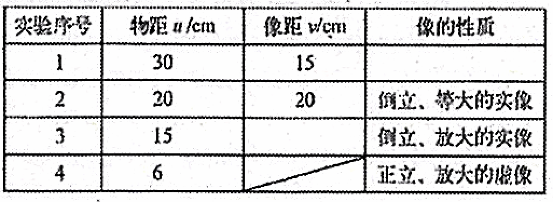 实验序号 物距 u/cm 像距 v/cm 像的性质
1 30 15
2 20 20 倒立、等大的实像
3 15 倒立、放大的实像
4 6 正立、放大的虚像